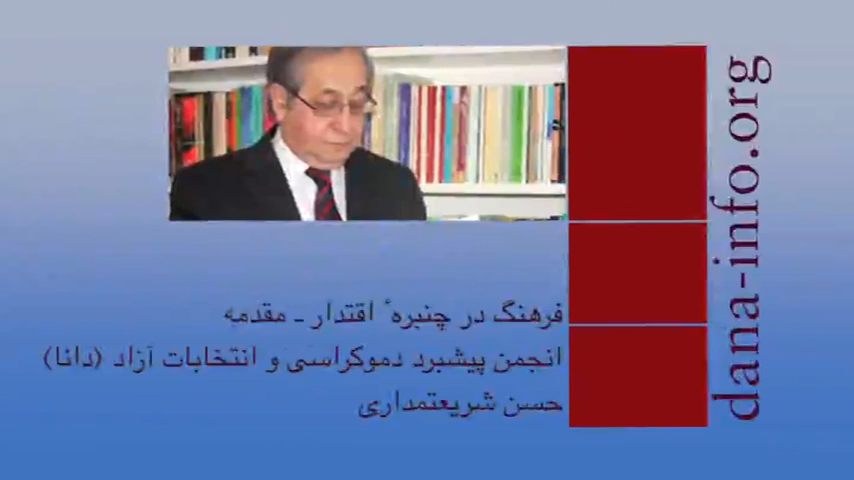 فرهنگ در چنبرهٔ اقتدار ـ مقدمه
انجمن پیشبرد دموکراسی و انتخابات آزاد (دانا)
حسن شریعتمداری
dana-info.org